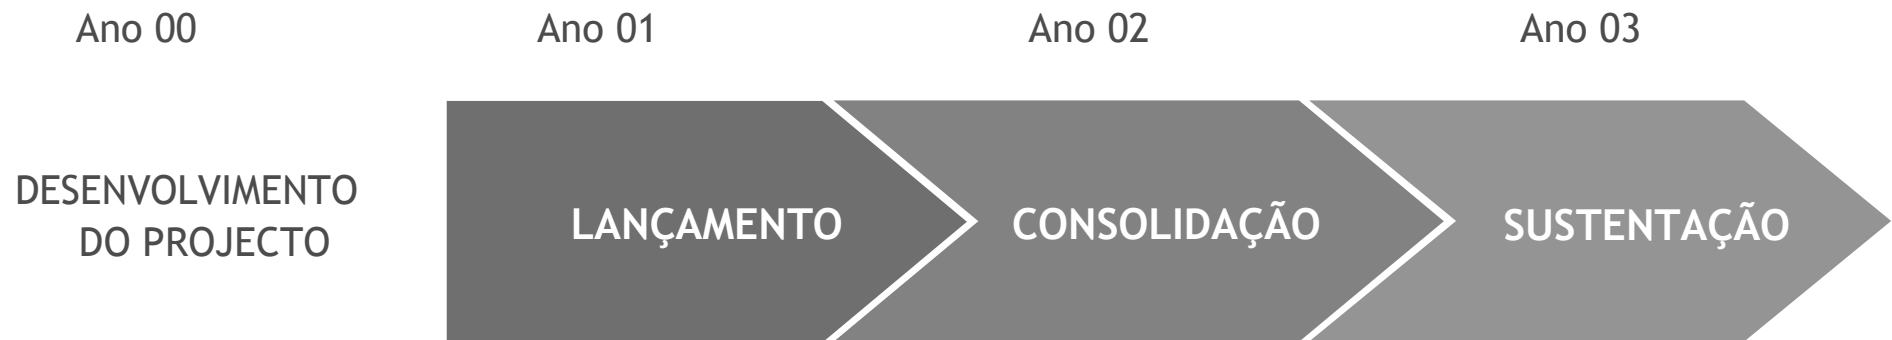 Ano 00
Ano 01
Ano 02
Ano 03
DESENVOLVIMENTO
DO PROJECTO
LANÇAMENTO
CONSOLIDAÇÃO
SUSTENTAÇÃO